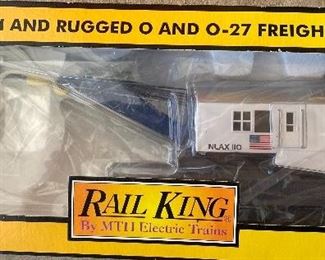 AND RUGGED O AND O-27 FREIGH
NLAX 110
RAIL KING®
By MTH Electric Trains